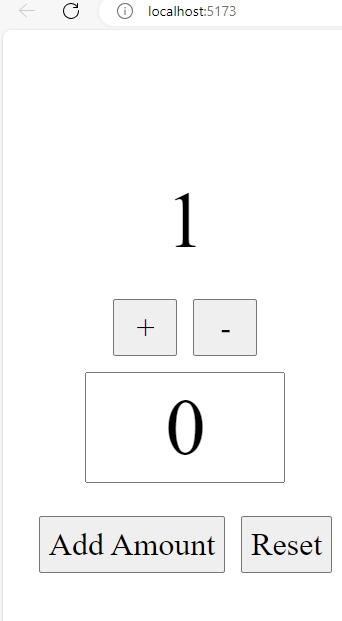 localhost:5173
1
+ -
0
Add Amount Reset